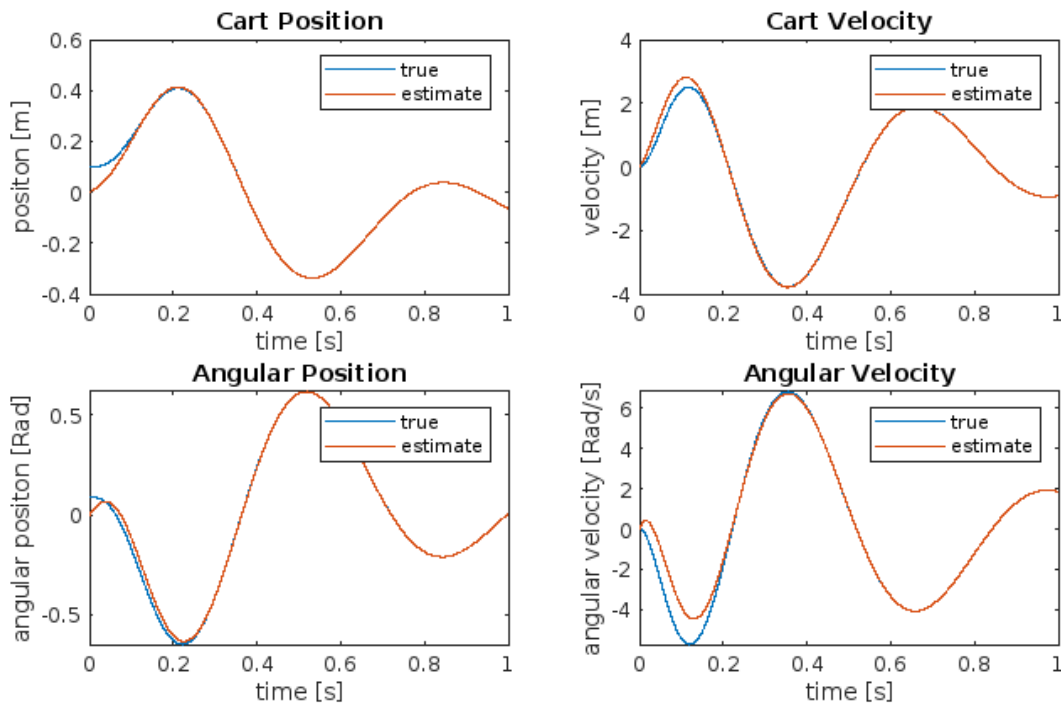 Cart Position
0.6
0.4
0.2
0
-0.2
-0.4
positon [m]
true
estimate
0
0.2
0.4
0.6
0.8
1
time [s]
Cart Velocity
4
2
0
-2
-4
velocity [m]
true
estimate
0
0.2
0.4
0.6
0.8
1
time [s]
Angular Position
0.5
0
-0.5
angular positon [Rad]
true
estimate
0
0.2
0.4
0.6
0.8
1
time [s]
Angular Velocity
6
4
2
0
-2
-4
angular velocity [Rad/s]
true
estimate
0
0.2
0.4
0.6
0.8
1
time [s]